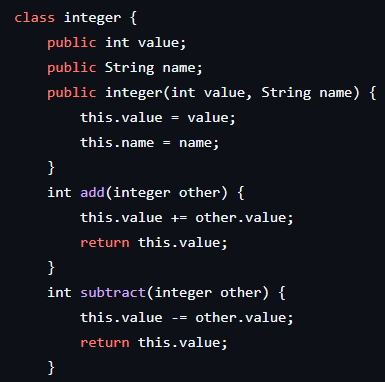 class integer {
    public int value;
    public String name;
    public integer(int value, String name) {
        this.value = value;
        this.name = name;
    }
    int add(integer other) {
        this.value += other.value;
        return this.value;
    }
    int subtract(integer other) {
        this.value -= other.value;
        return this.value;
    }